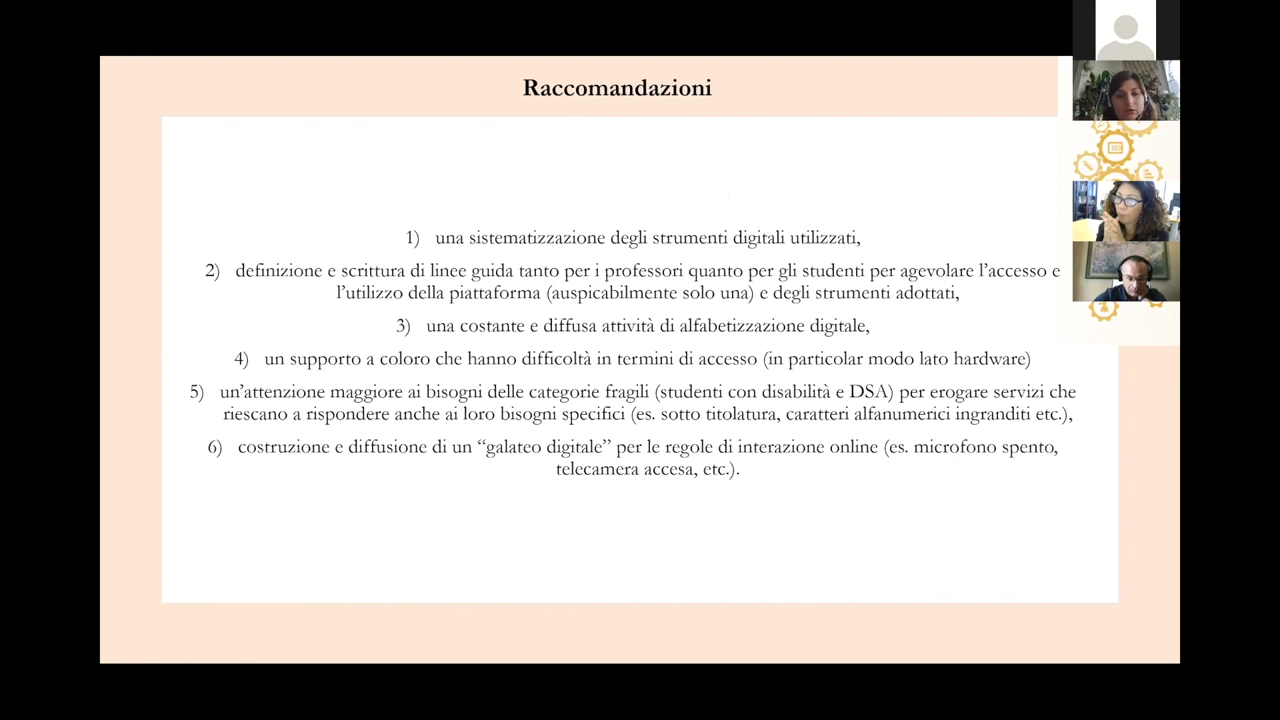 Raccomandazioni
1) una sistematizzazione degli strumenti digitali utilizzati,
2) definizione e scrittura di linee guida tanto per i professori quanto per gli studenti per agevolare l’accesso e
l’utilizzo della piattaforma (auspicabilmente solo una) e degli strumenti adottati,
3) una costante e diffusa attività di alfabetizzazione digitale,
4) un supporto a coloro che hanno difficoltà in termini di accesso (in particolar modo lato hardware)
5) un’attenzione maggiore ai bisogni delle categorie fragili (studenti con disabilità e DSA) per erogare servizi che
riescano a rispondere anche ai loro bisogni specifici (es. sotto titolatura, caratteri alfanumerici ingranditi etc.),
6) costruzione e diffusione di un “galateo digitale” per le regole di interazione online (es. microfono spento,
telecamera accesa, etc.).